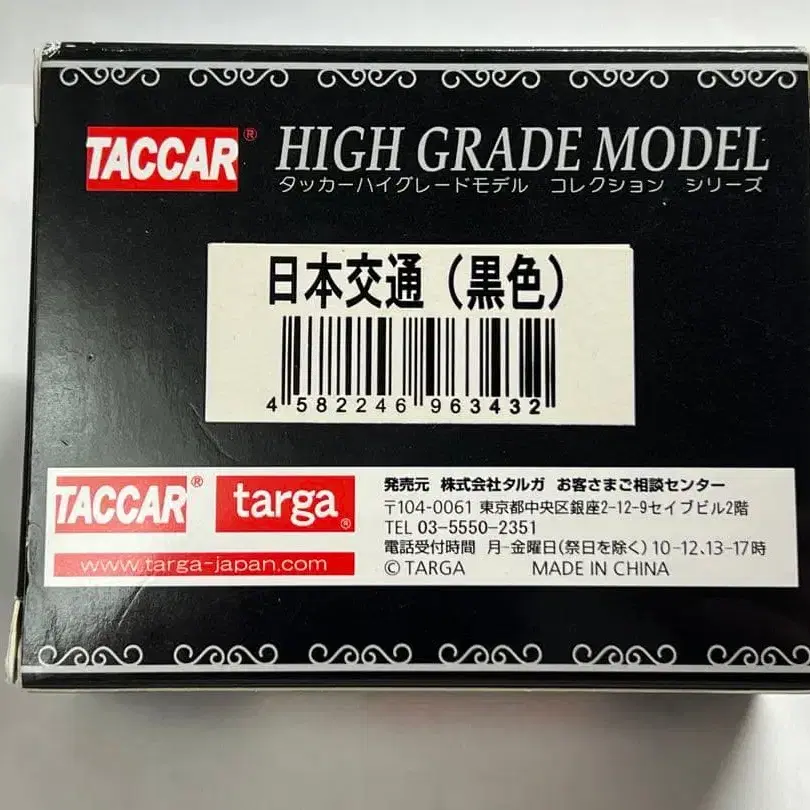 TACCAR® HIGH GRADE MODEL
タッカーハイグレードモデル コレクション シリーズ
日本交通（黒色）
4 582246 963432
TACCAR® targa®
www.targa-japan.com
発売元 株式会社タルガ お客さまご相談センター
〒104-0061 東京都中央区銀座2-12-9セイブビル2階
TEL 03-5550-2351
電話受付時間 月-金曜日(祭日を除く) 10-12、13-17時
©TARGA MADE IN CHINA